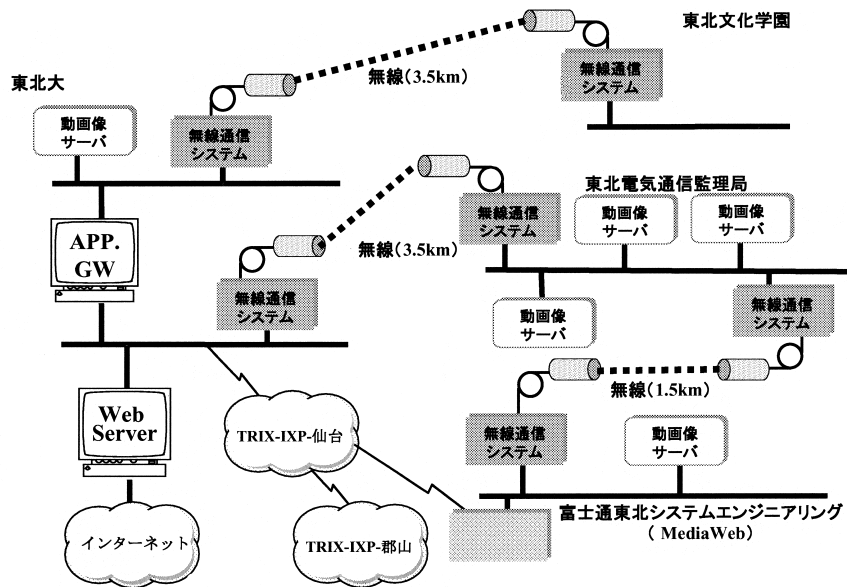 東北文化学園
無線通信
システム
無線(3.5km)
東北大
動画像
サーバ
無線通信
システム
東北電気通信監理局
無線通信
システム
動画像
サーバ
動画像
サーバ
APP.
GW
無線(3.5km)
無線通信
システム
動画像
サーバ
無線通信
システム
無線(1.5km)
Web
Server
TRIX-IXP-仙台
無線通信
システム
動画像
サーバ
富士通東北システムエンジニアリング
( MediaWeb)
インターネット
TRIX-IXP-郡山